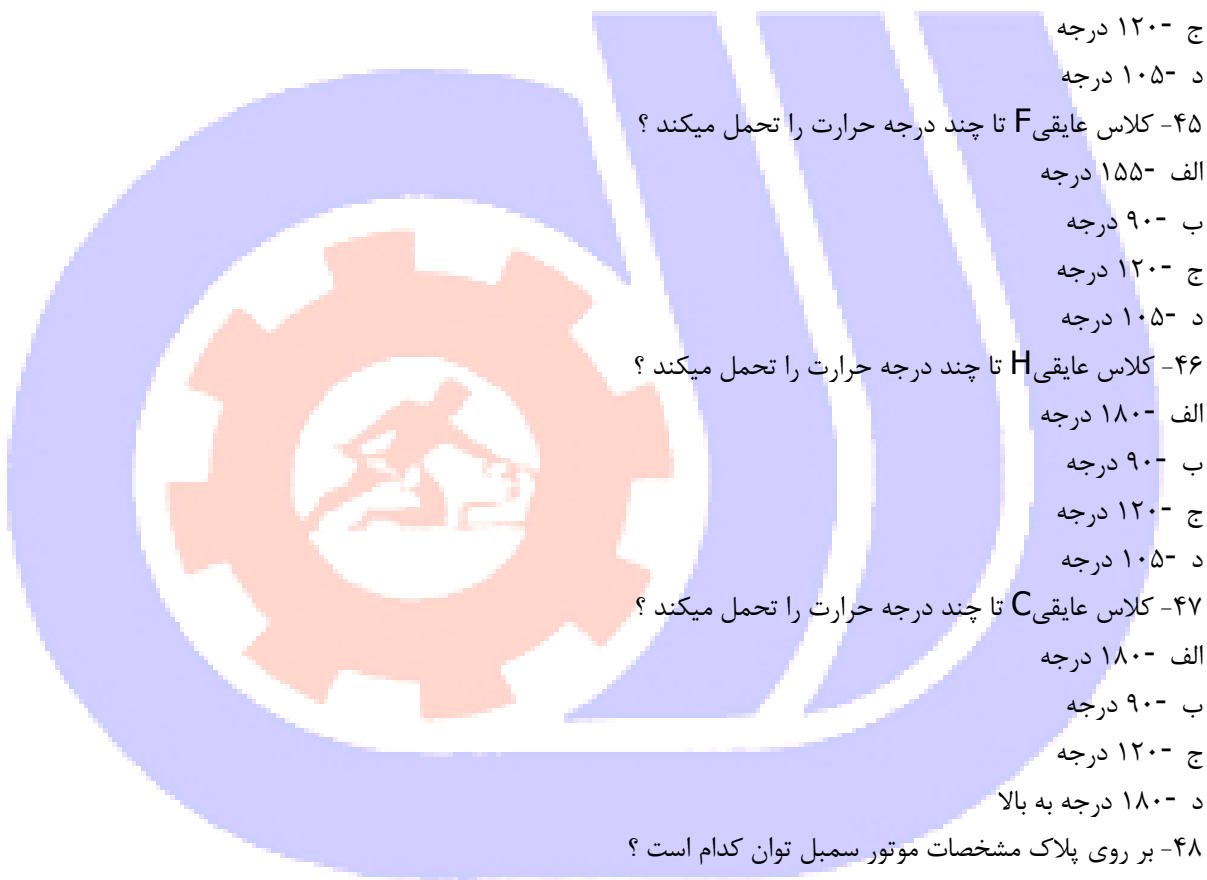 ج -۱۲۰ درجه
د -۱۰۵ درجه
۴۵- کلاس عایقیF تا چند درجه حرارت را تحمل میکند ؟
الف -۱۵۵ درجه
ب -۹۰ درجه
ج -۱۲۰ درجه
د -۱۰۵ درجه
۴۶- کلاس عایقیH تا چند درجه حرارت را تحمل میکند ؟
الف -۱۸۰ درجه
ب -۹۰ درجه
ج -۱۲۰ درجه
د -۱۰۵ درجه
۴۷- کلاس عایقیC تا چند درجه حرارت را تحمل میکند ؟
الف -۱۸۰ درجه
ب -۹۰ درجه
ج -۱۲۰ درجه
د -۱۸۰ درجه به بالا
۴۸- بر روی پلاک مشخصات موتور سمبل توان کدام است ؟